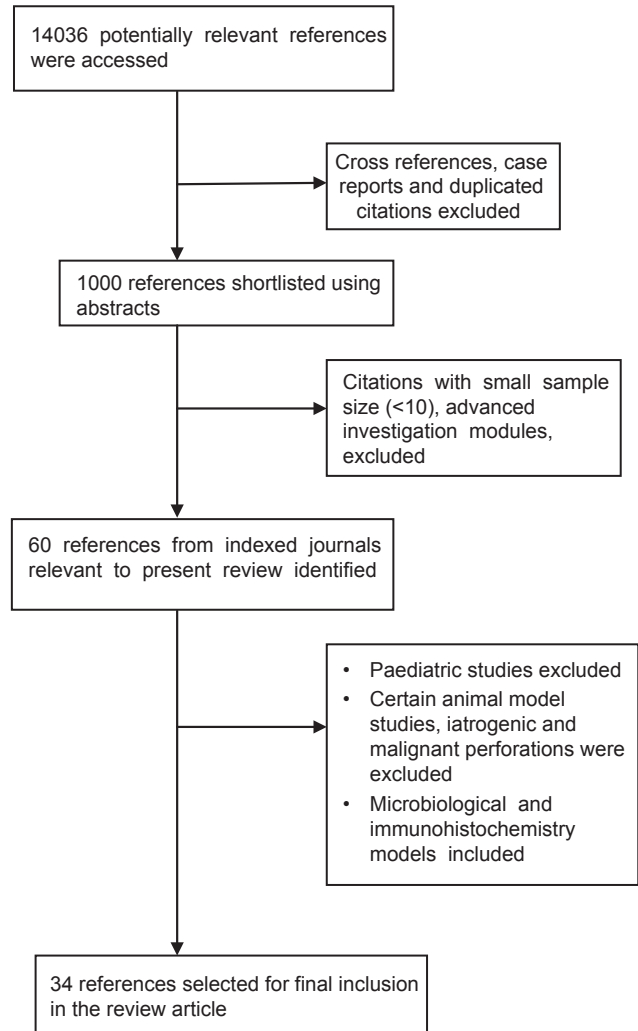 14036 potentially relevant references
were accessed
Cross references, case
reports and duplicated
citations excluded
1000 references shortlisted using
abstracts
Citations with small sample
size (<10), advanced
investigation modules,
excluded
60 references from indexed journals
relevant to present review identified
• Paediatric studies excluded
• Certain animal model
studies, iatrogenic and
malignant perforations were
excluded
• Microbiological and
immunohistochemistry
models included
34 references selected for final inclusion
in the review article